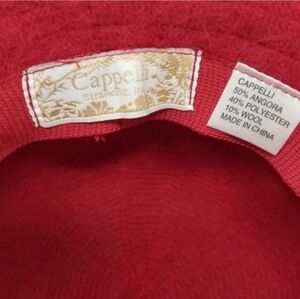 Cappelli
Straworld, Inc.
CAPPELLI
50% ANGORA
40% POLYESTER
10% WOOL
MADE IN CHINA